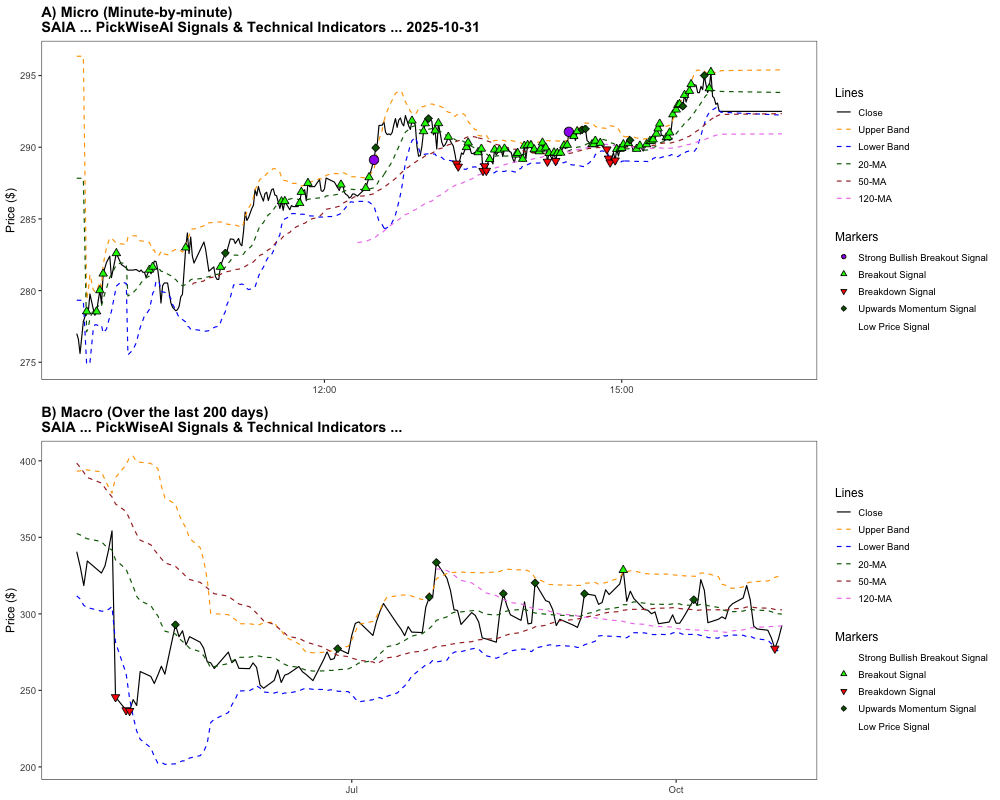 A) Micro (Minute-by-minute)
SAIA ... PickWiseAI Signals & Technical Indicators ... 2025-10-31
Price ($)
295
290
285
280
275
12:00
15:00
Lines
Close
Upper Band
Lower Band
20-MA
50-MA
120-MA
Markers
Strong Bullish Breakout Signal
Breakout Signal
Breakdown Signal
Upwards Momentum Signal
Low Price Signal
B) Macro (Over the last 200 days)
SAIA ... PickWiseAI Signals & Technical Indicators ...
Price ($)
400
350
300
250
200
Jul
Oct
Lines
Close
Upper Band
Lower Band
20-MA
50-MA
120-MA
Markers
Strong Bullish Breakout Signal
Breakout Signal
Breakdown Signal
Upwards Momentum Signal
Low Price Signal